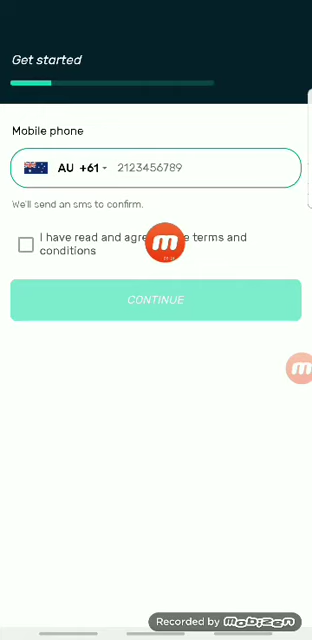 Get started
Mobile phone
AU +61 2123456789
We'll send an sms to confirm.
I have read and agre e terms and
conditions
CONTINUE
Recorded by mobizen